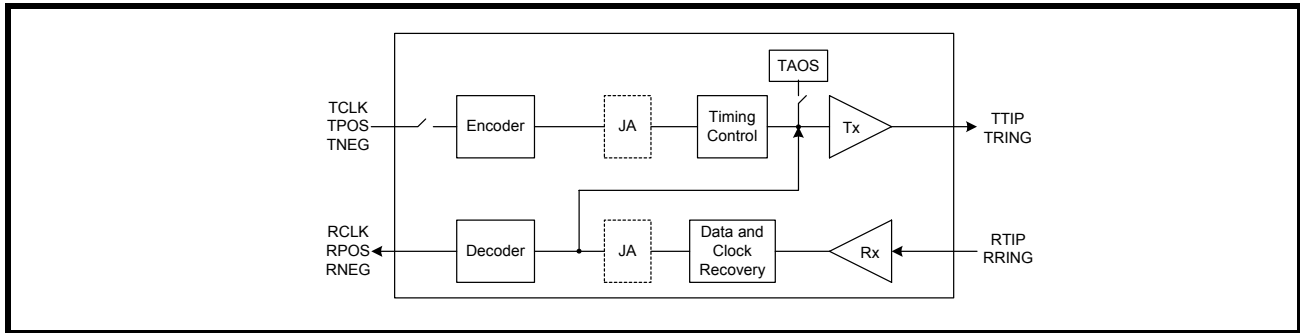 TAOS
TCLK
TPOS
TNEG
Encoder
JA
Timing
Control
Tx
TTIP
TRING
RCLK
RPOS
RNEG
Decoder
JA
Data and
Clock
Recovery
Rx
RTIP
RRING